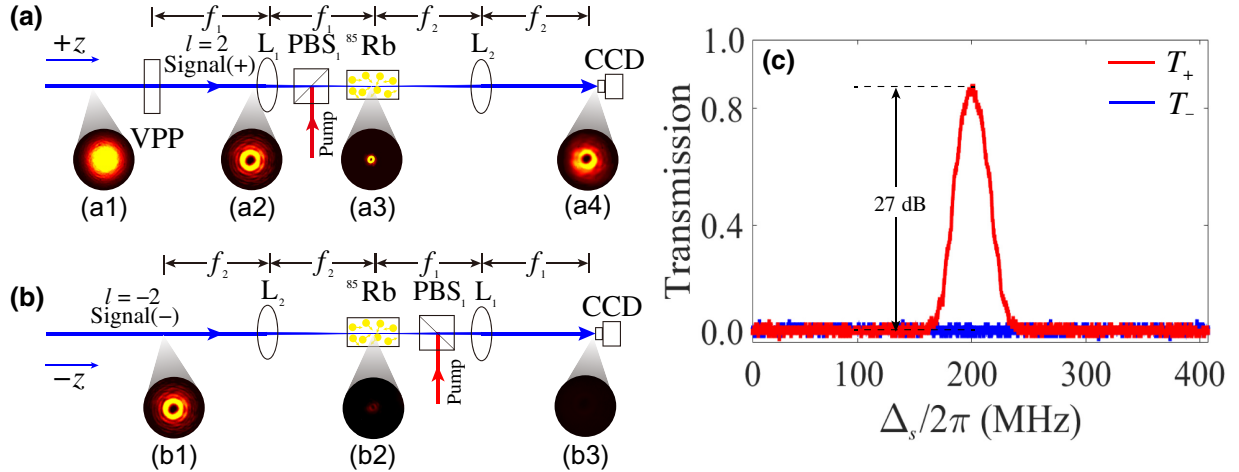 (a)
f₁ f₁ f₂ f₂
+z
l = 2
Signal(+)
L₁ PBS₁ ⁸⁵Rb L₂ CCD
VPP
Pump
(a1) (a2) (a3) (a4)
f₂ f₂ f₁ f₁
(b)
l = −2
Signal(−)
L₂ ⁸⁵Rb PBS₁ L₁ CCD
−z
Pump
(b1) (b2) (b3)
(c)
T₊
T₋
27 dB
Transmission
1.0
0.8
0.4
0.0
0 100 200 300 400
Δₛ/2π (MHz)